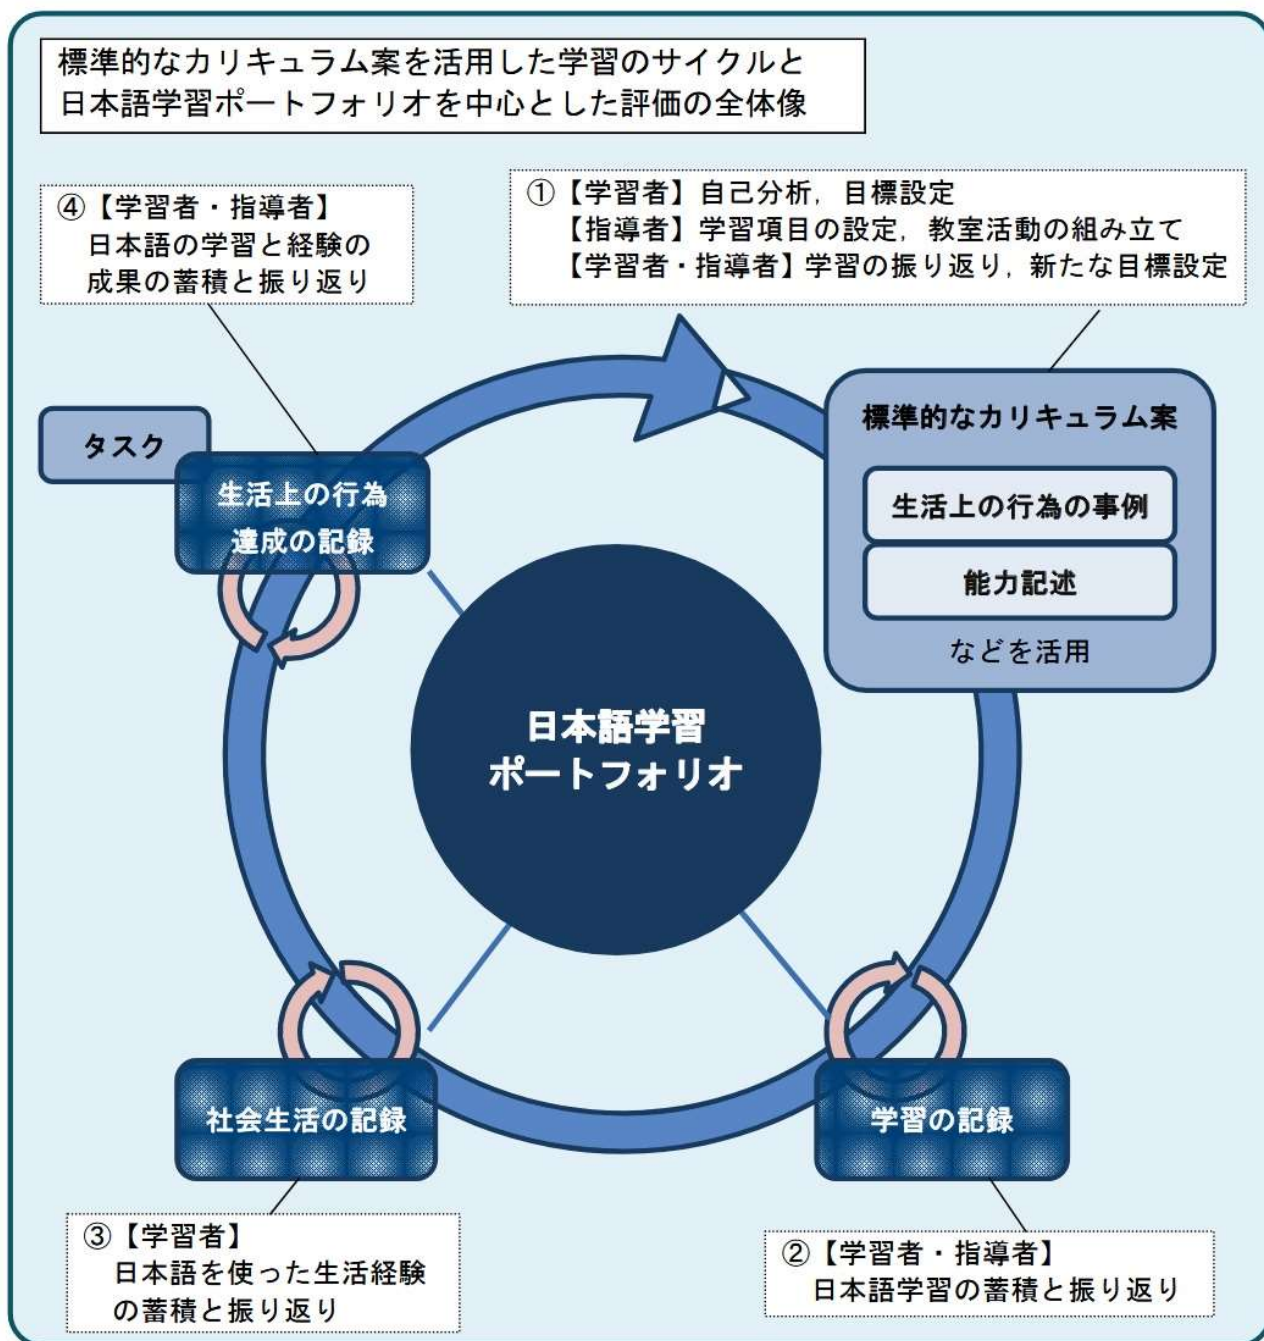 標準的なカリキュラム案を活用した学習のサイクルと
日本語学習ポートフォリオを中心とした評価の全体像
④【学習者・指導者】
日本語の学習と経験の
成果の蓄積と振り返り
①【学習者】自己分析，目標設定
【指導者】学習項目の設定，教室活動の組み立て
【学習者・指導者】学習の振り返り，新たな目標設定
タスク
生活上の行為
達成の記録
標準的なカリキュラム案
生活上の行為の事例
能力記述
などを活用
日本語学習
ポートフォリオ
社会生活の記録
学習の記録
③【学習者】
日本語を使った生活経験
の蓄積と振り返り
②【学習者・指導者】
日本語学習の蓄積と振り返り